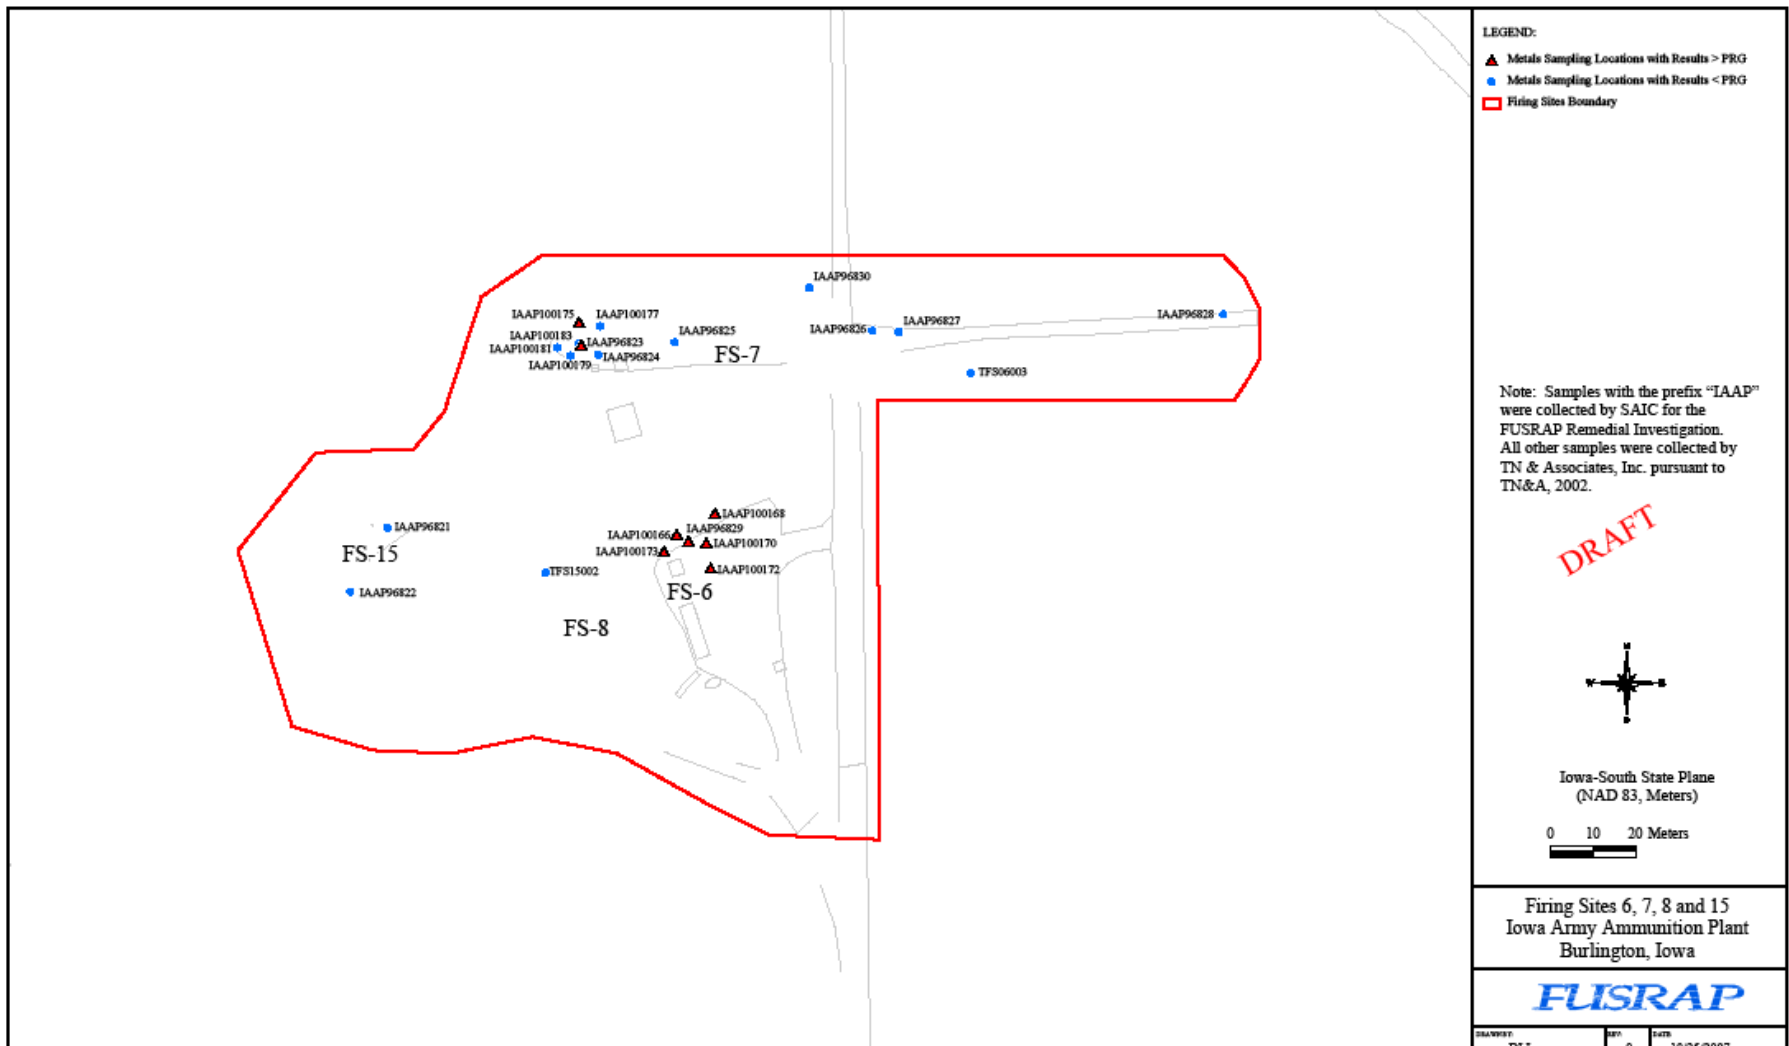 LEGEND:
Metals Sampling Locations with Results > PRG
Metals Sampling Locations with Results < PRG
Firing Sites Boundary
IAAP96830
IAAP100175
IAAP100177
IAAP96828
IAAP96826
IAAP96827
IAAP96825
IAAP100183
IAAP96823
IAAP100181
IAAP96824
FS-7
IAAP100179
TFS06003
Note: Samples with the prefix “IAAP”
were collected by SAIC for the
FUSRAP Remedial Investigation.
All other samples were collected by
TN & Associates, Inc. pursuant to
TN&A, 2002.
DRAFT
IAAP96821
FS-15
IAAP96822
IAAP100168
IAAP96829
IAAP100166
IAAP100170
IAAP100173
IAAP100172
TFS15002
FS-6
FS-8
N
W E
S
Iowa-South State Plane
(NAD 83, Meters)
0 10 20 Meters
Firing Sites 6, 7, 8 and 15
Iowa Army Ammunition Plant
Burlington, Iowa
FUSRAP
DRAWN BY: REV: DATE: